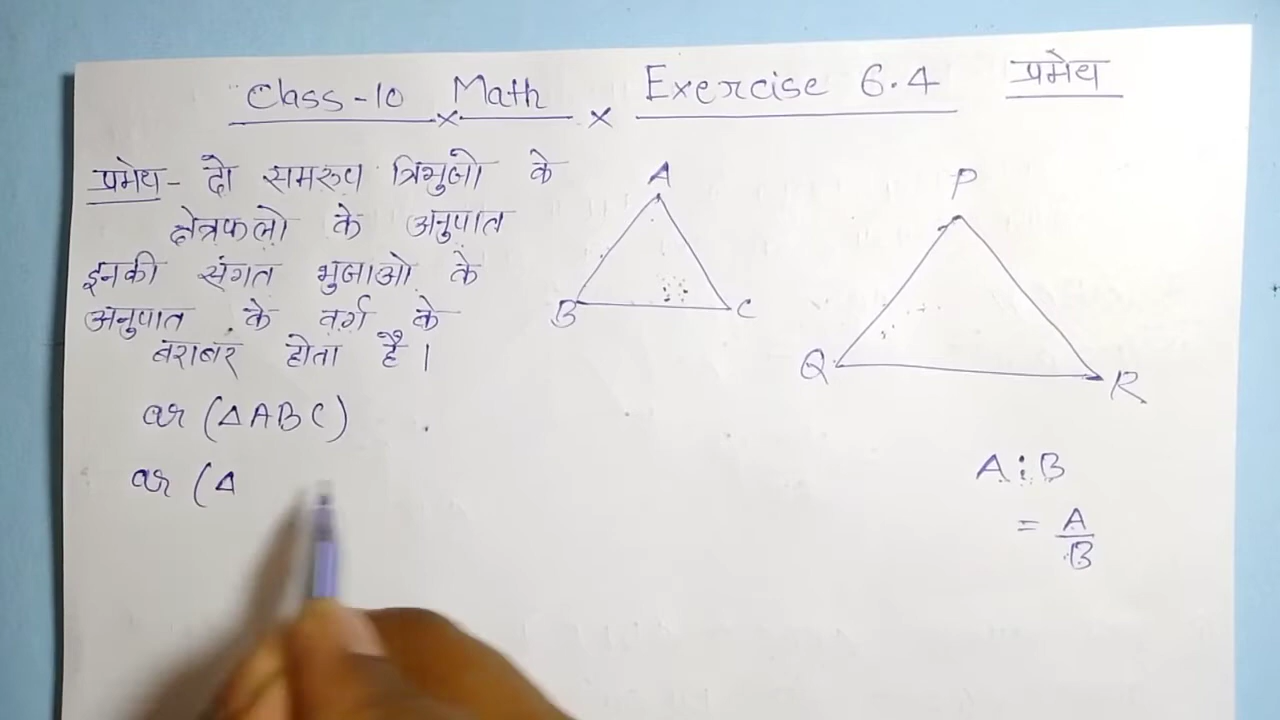 Class-10 Math Exercise 6.4 प्रमेय
प्रमेय- दो समरूप त्रिभुजो के
क्षेत्रफलो के अनुपात
इनकी संगत भुजाओ के
अनुपात के वर्ग के
बराबर होता है।
ar (△ABC)
ar (△
A
B
C
P
Q
R
A:B
= A
B